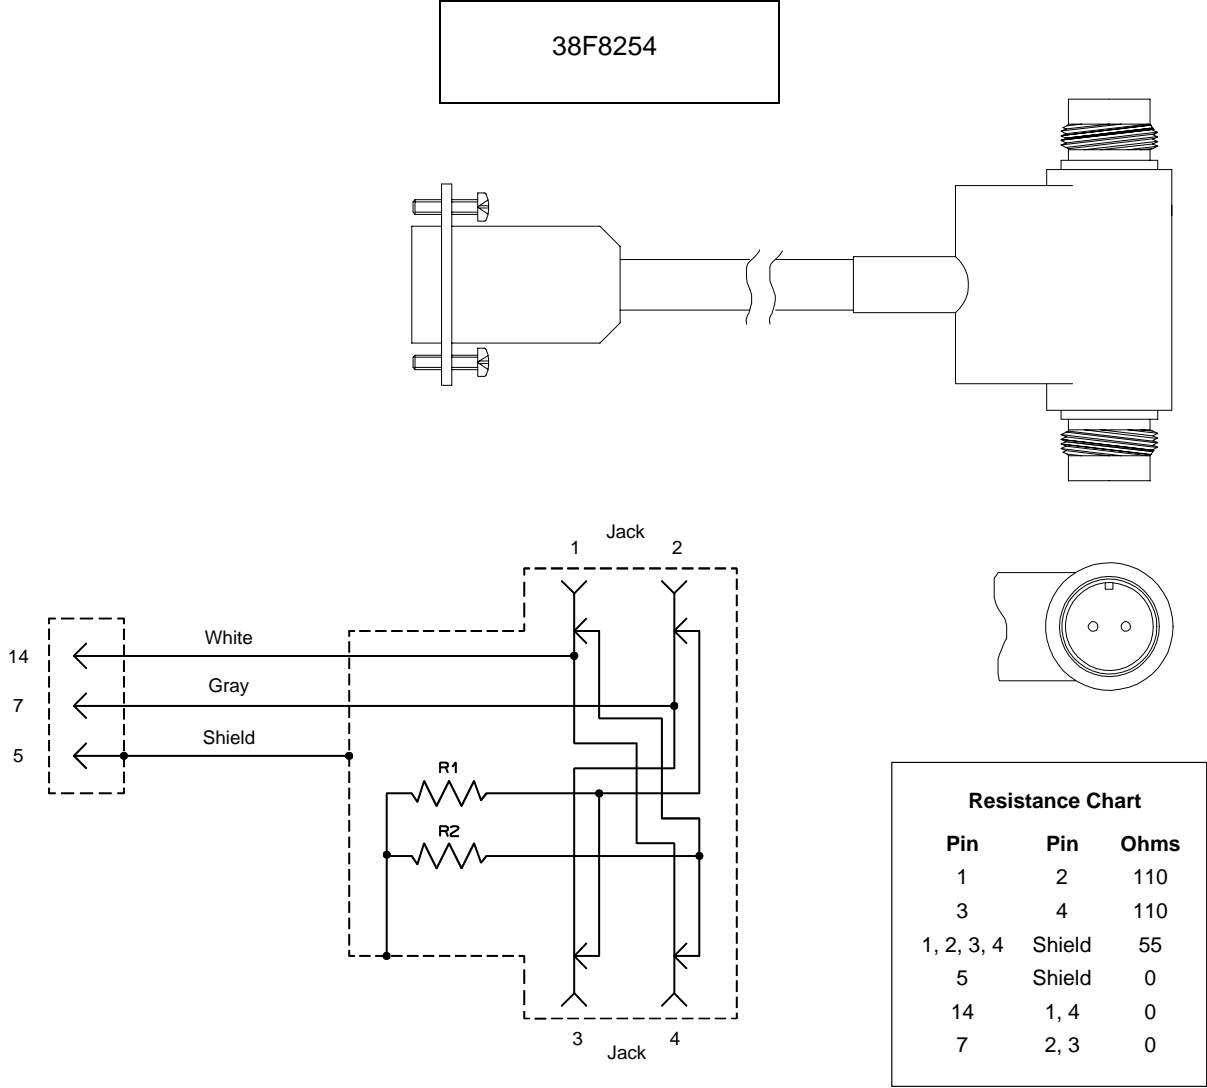 38F8254
Jack
1 2
14 White
7 Gray
5 Shield
R1
R2
3 4
Jack
Resistance Chart
Pin Pin Ohms
1 2 110
3 4 110
1, 2, 3, 4 Shield 55
5 Shield 0
14 1, 4 0
7 2, 3 0